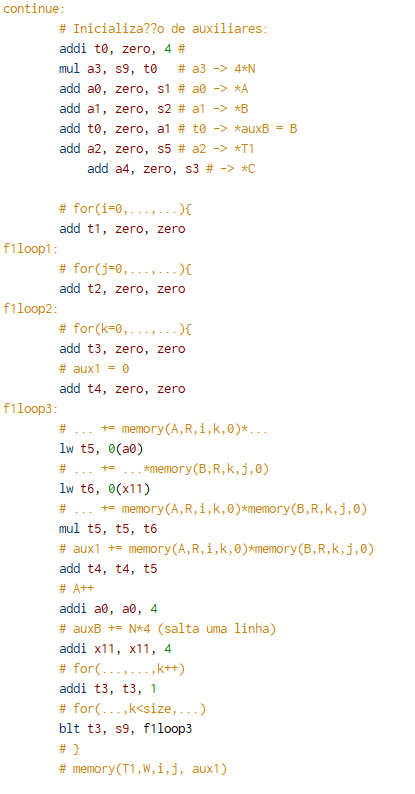 continue:
# Inicializa??o de auxiliares:
addi t0, zero, 4 #
mul a3, s9, t0 # a3 -> 4*N
add a0, zero, s1 # a0 -> *A
add a1, zero, s2 # a1 -> *B
add t0, zero, a1 # t0 -> *auxB = B
add a2, zero, s5 # a2 -> *T1
add a4, zero, s3 # -> *C
# for(i=0,...,...){
add t1, zero, zero
f1loop1:
# for(j=0,...,...){
add t2, zero, zero
f1loop2:
# for(k=0,...,...){
add t3, zero, zero
# aux1 = 0
add t4, zero, zero
f1loop3:
# ... += memory(A,R,i,k,0)*...
lw t5, 0(a0)
# ... += ...*memory(B,R,k,j,0)
lw t6, 0(x11)
# ... += memory(A,R,i,k,0)*memory(B,R,k,j,0)
mul t5, t5, t6
# aux1 += memory(A,R,i,k,0)*memory(B,R,k,j,0)
add t4, t4, t5
# A++
addi a0, a0, 4
# auxB += N*4 (salta uma linha)
addi x11, x11, 4
# for(...,...,k++)
addi t3, t3, 1
# for(...,k<size,...)
blt t3, s9, f1loop3
# }
# memory(T1,W,i,j, aux1)